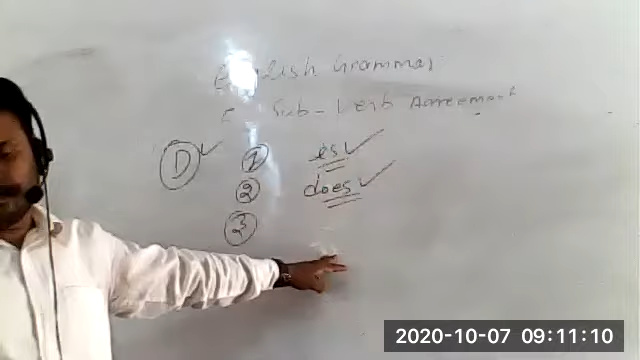 English Grammar
Sub-Verb Agreement
D 1 es
2 does
3
2020-10-07 09:11:10